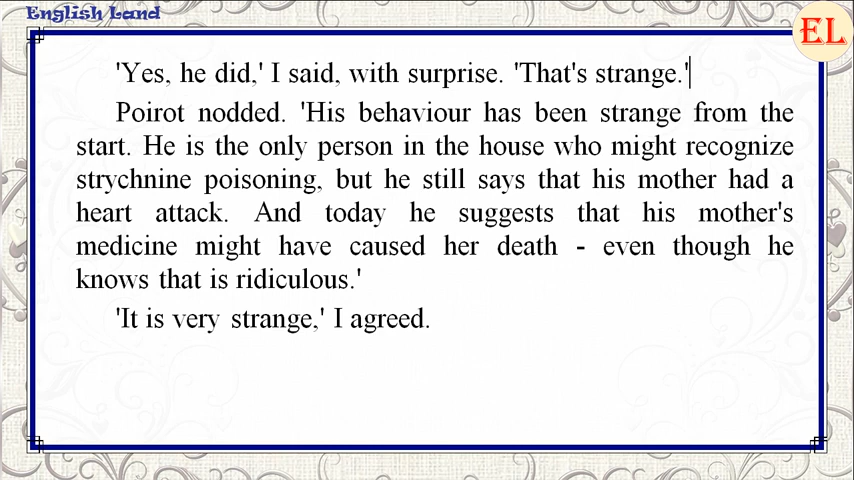 English Land
EL
'Yes, he did,' I said, with surprise. 'That's strange.'
Poirot nodded. 'His behaviour has been strange from the
start. He is the only person in the house who might recognize
strychnine poisoning, but he still says that his mother had a
heart attack. And today he suggests that his mother's
medicine might have caused her death - even though he
knows that is ridiculous.'
'It is very strange,' I agreed.